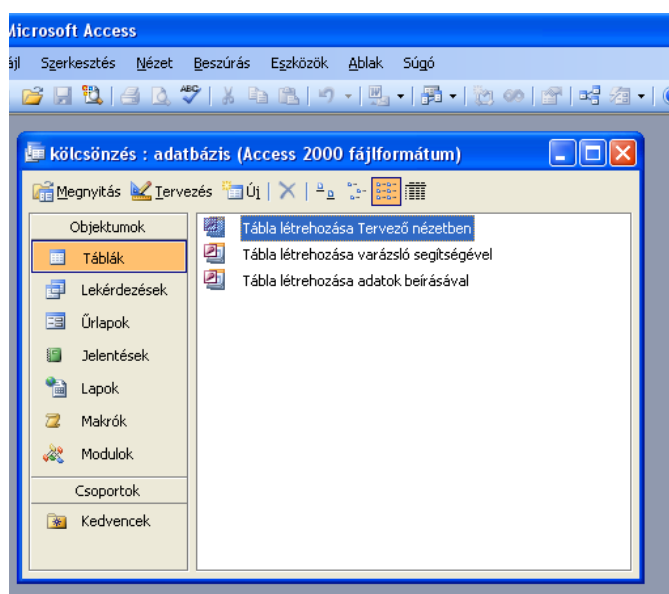 Microsoft Access
ájl Szerkesztés Nézet Beszúrás Eszközök Ablak Súgó
kölcsönzés : adatbázis (Access 2000 fájlformátum)
Megnyitás Tervezés Új
Objektumok
Táblák
Lekérdezések
Űrlapok
Jelentések
Lapok
Makrók
Modulok
Csoportok
Kedvencek
Tábla létrehozása Tervező nézetben
Tábla létrehozása varázsló segítségével
Tábla létrehozása adatok beírásával